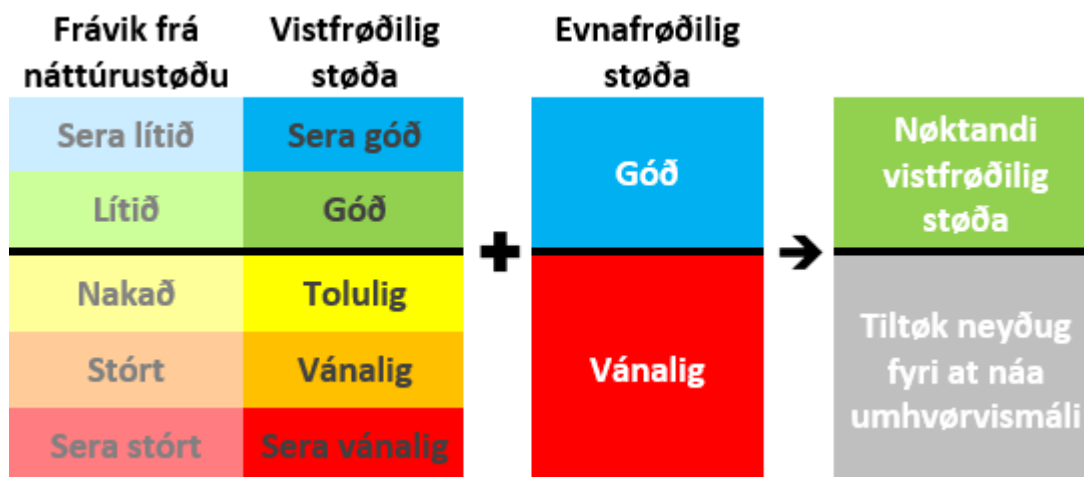 Frávik frá
náttúrustøðu
Vistfrøðilig
støða
Evnafrøðilig
støða
Sera lítið
Sera góð
Lítið
Góð
Nakað
Tolulig
Stórt
Vánalig
Sera stórt
Sera vánalig
Góð
Vánalig
Nøktandi
vistfrøðilig
støða
Tiltøk neyðug
fyri at náa
umhvørvismáli